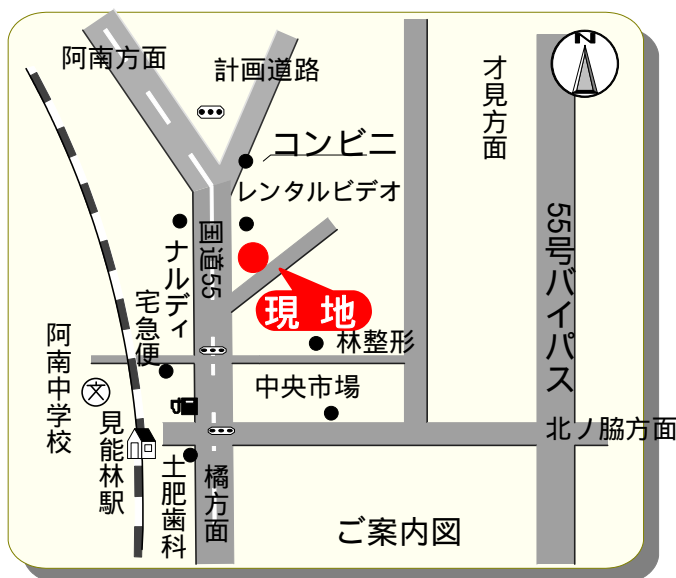 阿南方面
計画道路
才見方面
N
コンビニ
レンタルビデオ
国道55
55号バイパス
ナルディ
宅急便
現 地
林整形
阿南中学校
文
中央市場
見能林駅
北ノ脇方面
土肥歯科
橘方面
ご案内図